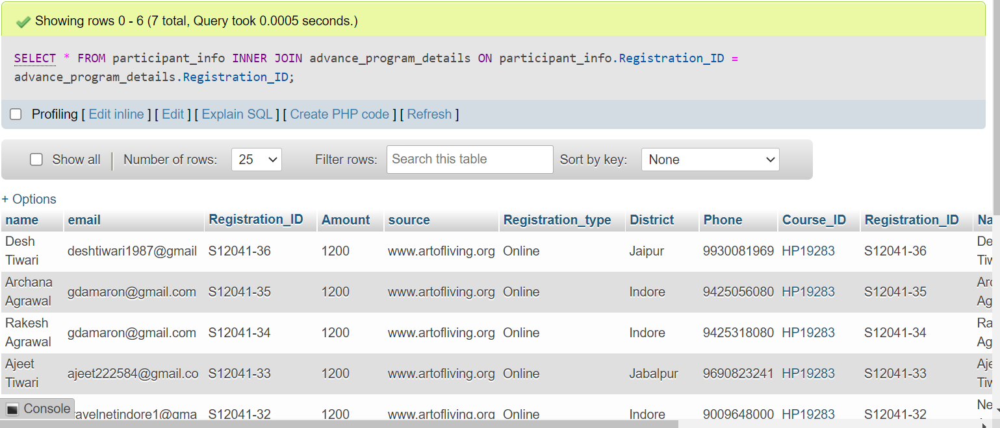 Showing rows 0 - 6 (7 total, Query took 0.0005 seconds.)
SELECT * FROM participant_info INNER JOIN advance_program_details ON participant_info.Registration_ID =
advance_program_details.Registration_ID;
Profiling [ Edit inline ] [ Edit ] [ Explain SQL ] [ Create PHP code ] [ Refresh ]
Show all Number of rows: 25 Filter rows: Search this table Sort by key: None
+ Options
name email Registration_ID Amount source Registration_type District Phone Course_ID Registration_ID Na
Desh Tiwari deshtiwari1987@gmail S12041-36 1200 www.artofliving.org Online Jaipur 9930081969 HP19283 S12041-36 De Tiw
Archana Agrawal gdamaron@gmail.com S12041-35 1200 www.artofliving.org Online Indore 9425056080 HP19283 S12041-35 Arc Ag
Rakesh Agrawal gdamaron@gmail.com S12041-34 1200 www.artofliving.org Online Indore 9425318080 HP19283 S12041-34 Ra Ag
Ajeet Tiwari ajeet222584@gmail.co S12041-33 1200 www.artofliving.org Online Jabalpur 9690823241 HP19283 S12041-33 Aje Tiw
Console ravelnetindore1@gma S12041-32 1200 www.artofliving.org Online Indore 9009648000 HP19283 S12041-32 Ne